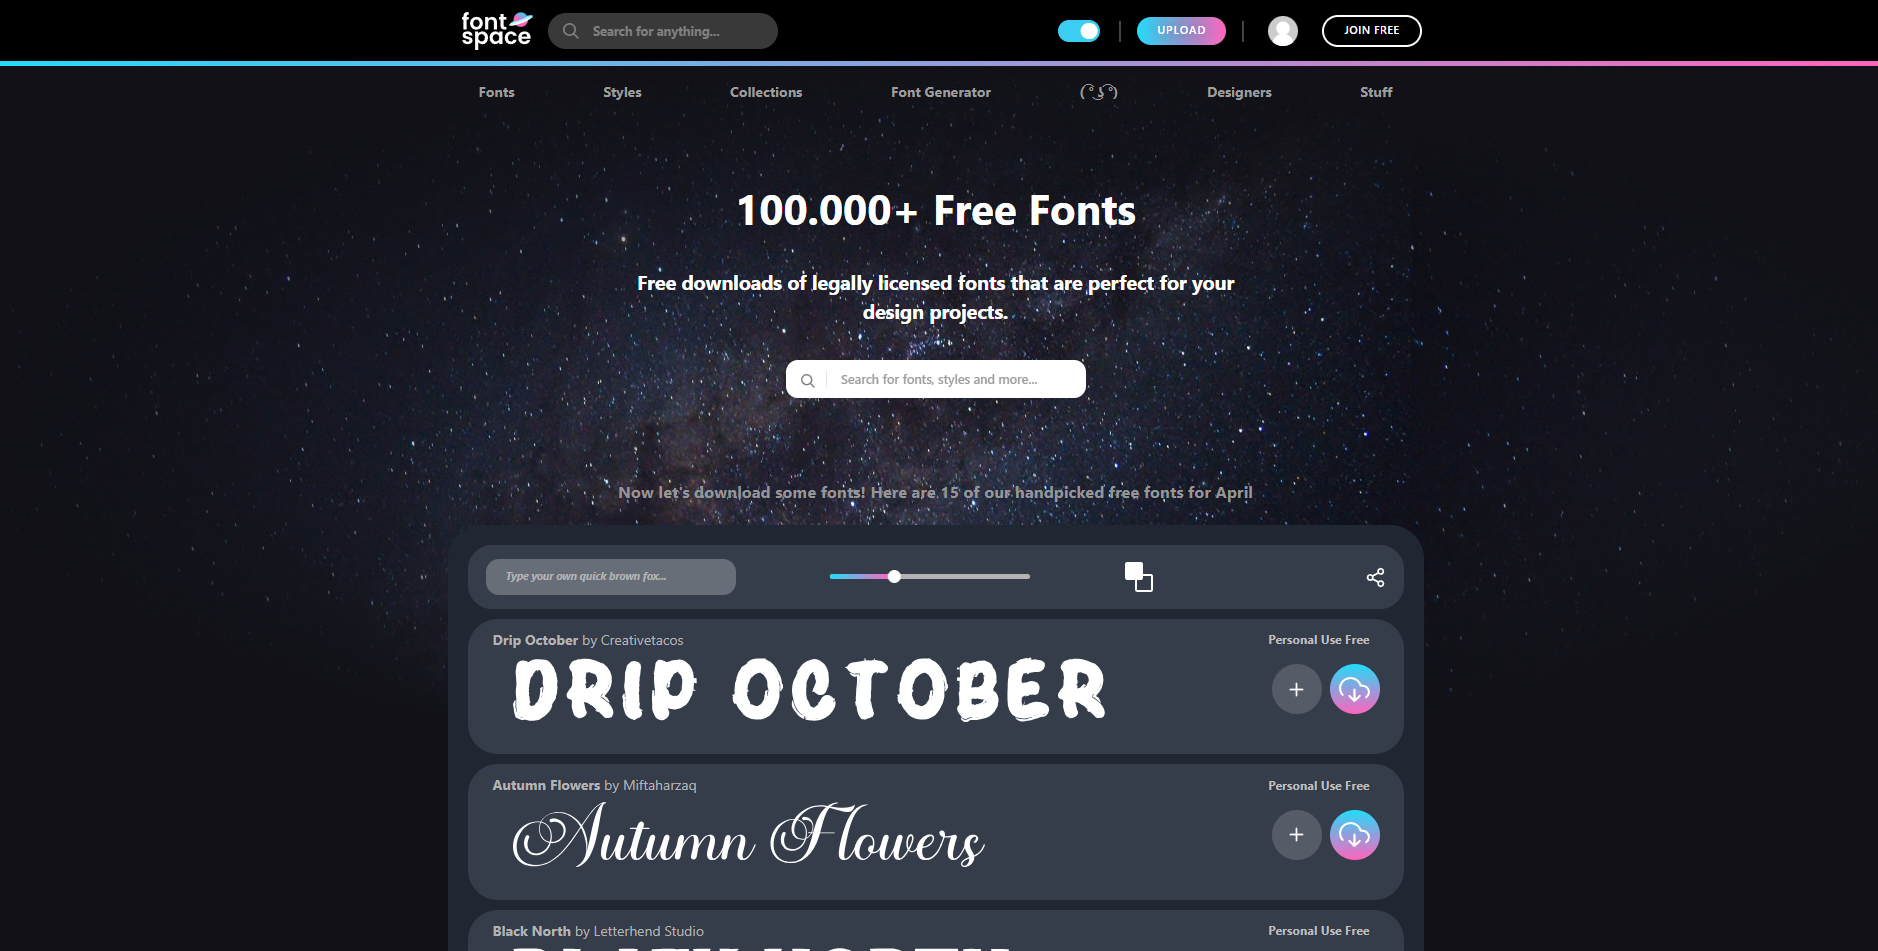 font
space
Search for anything...
UPLOAD
JOIN FREE
Fonts
Styles
Collections
Font Generator
( ͡° ͜ʖ ͡°)
Designers
Stuff
100.000+ Free Fonts
Free downloads of legally licensed fonts that are perfect for your
design projects.
Search for fonts, styles and more...
Now let's download some fonts! Here are 15 of our handpicked free fonts for April
Type your own quick brown fox...
Drip October by Creativetacos
Personal Use Free
DRIP OCTOBER
Autumn Flowers by Miftaharzaq
Personal Use Free
Autumn Flowers
Black North by Letterhend Studio
Personal Use Free
BLACK NORTH